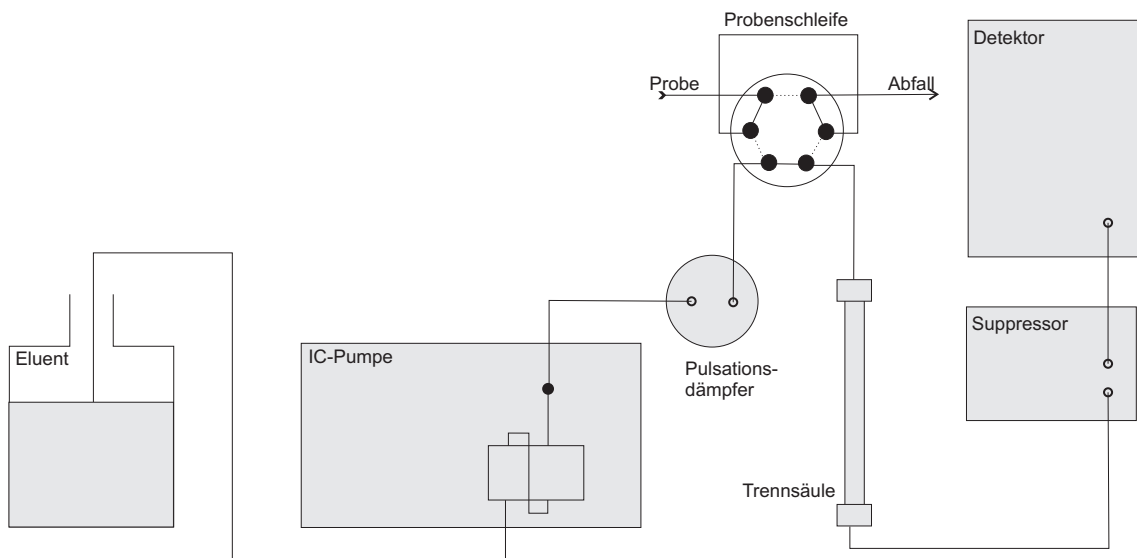 Probenschleife
Detektor
Probe
Abfall
Suppressor
Eluent
IC-Pumpe
Pulsations-
dämpfer
Trennsäule